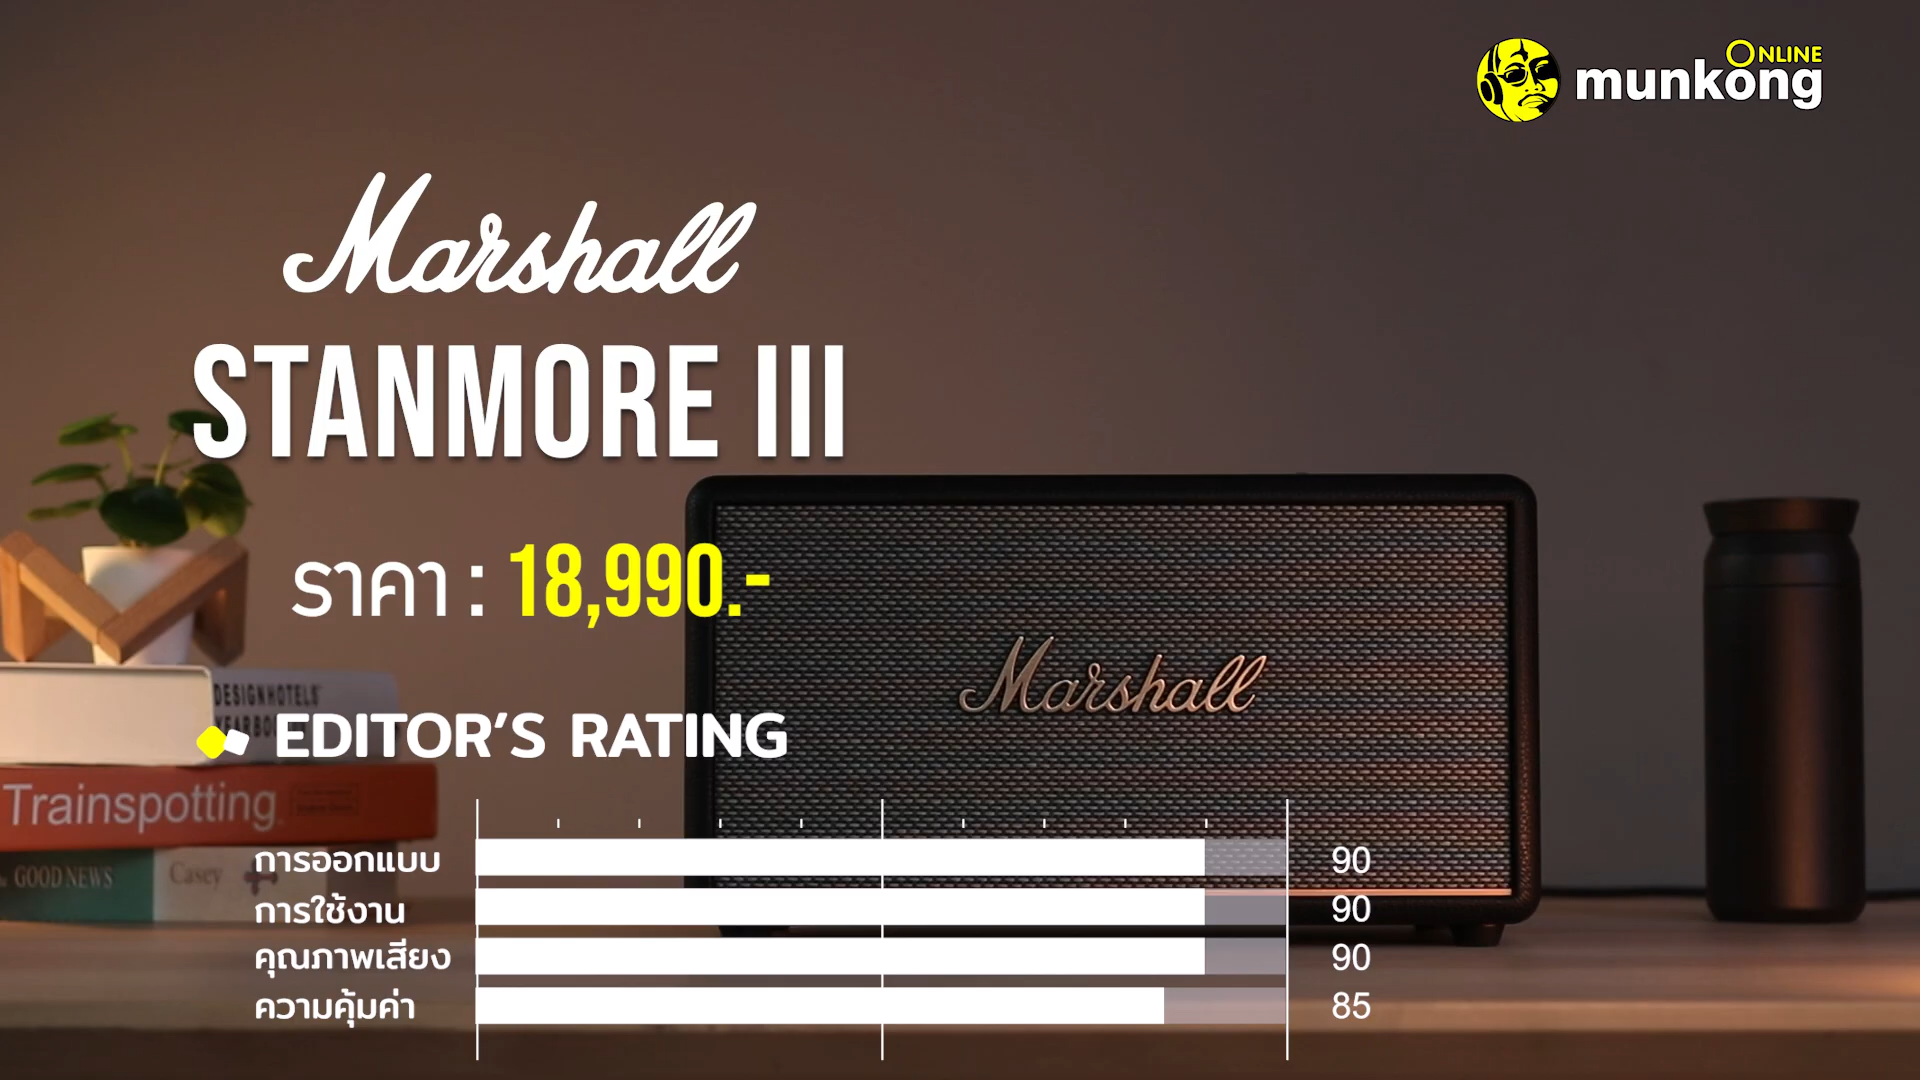 ONLINE
munkong
Marshall
STANMORE III
ราคา : 18,990.-
Marshall
DESIGNHOTELS
EDITOR'S RATING
Trainspotting
การออกแบบ 90
GOOD NEWS Casey
การใช้งาน 90
คุณภาพเสียง 90
ความคุ้มค่า 85